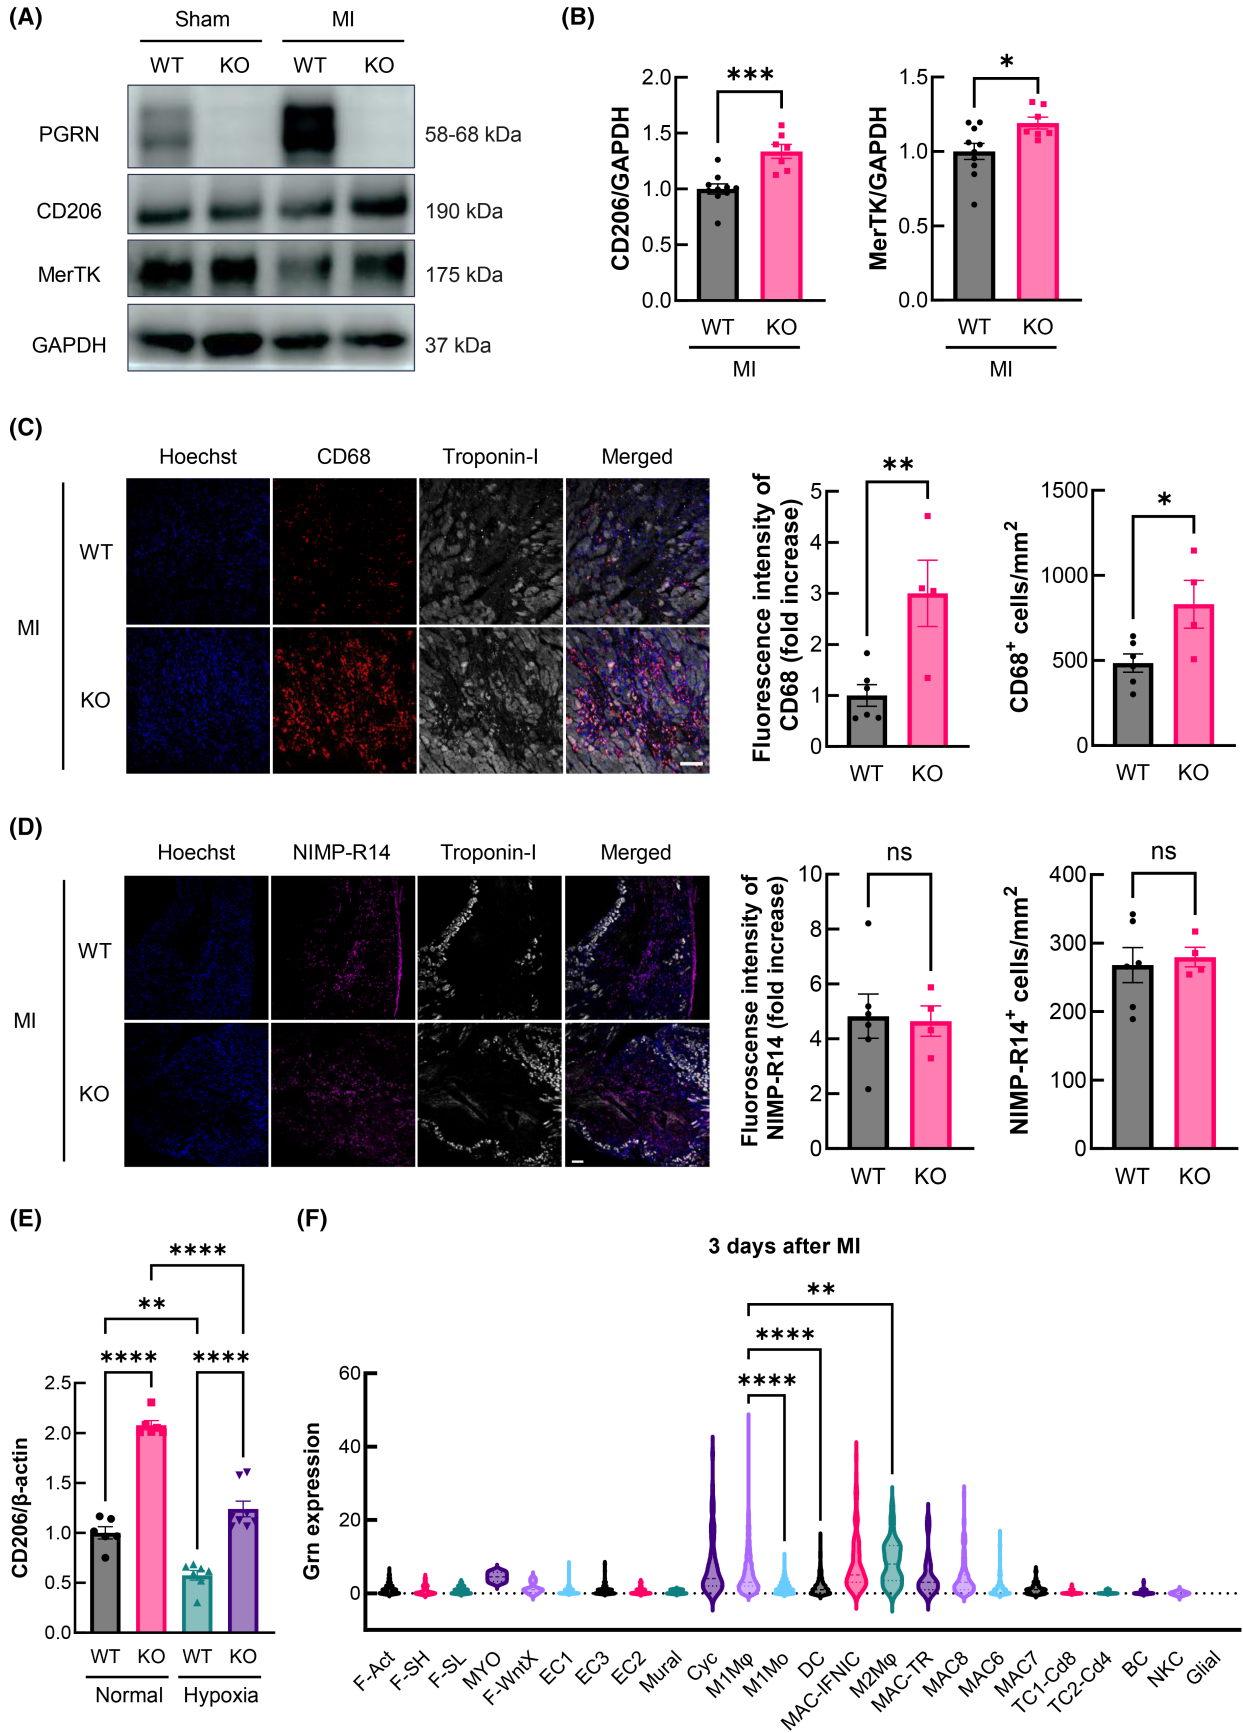 (A)
Sham MI
WT KO WT KO
PGRN 58-68 kDa
CD206 190 kDa
MerTK 175 kDa
GAPDH 37 kDa
(B)
CD206/GAPDH
2.0
1.5
1.0
0.5
0.0
***
WT KO
MI
MerTK/GAPDH
1.5
1.0
0.5
0.0
*
WT KO
MI
(C)
Hoechst CD68 Troponin-I Merged
MI
WT
KO
Fluorescence intensity of
CD68 (fold increase)
5
4
3
2
1
0
**
WT KO
CD68+ cells/mm2
1500
1000
500
0
*
WT KO
(D)
Hoechst NIMP-R14 Troponin-I Merged
MI
WT
KO
Fluoroscense intensity of
NIMP-R14 (fold increase)
10
8
6
4
2
0
ns
WT KO
NIMP-R14+ cells/mm2
400
300
200
100
0
ns
WT KO
(E)
CD206/β-actin
2.5
2.0
1.5
1.0
0.5
0.0
****
**
**** ****
WT KO WT KO
Normal Hypoxia
(F)
3 days after MI
Grn expression
60
40
20
0
**
****
****
F-Act
F-SH
F-SL
MYO
F-WntX
EC1
EC3
EC2
Mural
Cyc
M1Mφ
M1Mo
DC
MAC-IFNIC
M2Mφ
MAC-TR
MAC8
MAC6
MAC7
TC1-Cd8
TC2-Cd4
BC
NKC
Glial